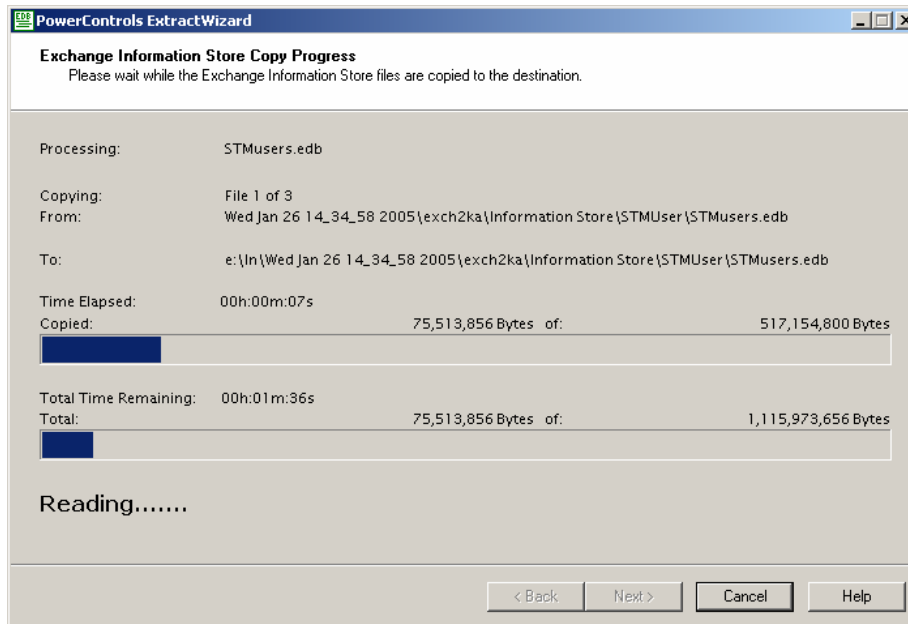 EDB PowerControls ExtractWizard
Exchange Information Store Copy Progress
Please wait while the Exchange Information Store files are copied to the destination.
Processing: STMusers.edb
Copying: File 1 of 3
From: Wed Jan 26 14_34_58 2005\exch2ka\Information Store\STMUser\STMusers.edb
To: e:\In\Wed Jan 26 14_34_58 2005\exch2ka\Information Store\STMUser\STMusers.edb
Time Elapsed: 00h:00m:07s
Copied: 75,513,856 Bytes of: 517,154,800 Bytes
Total Time Remaining: 00h:01m:36s
Total: 75,513,856 Bytes of: 1,115,973,656 Bytes
Reading.......
< Back Next > Cancel Help